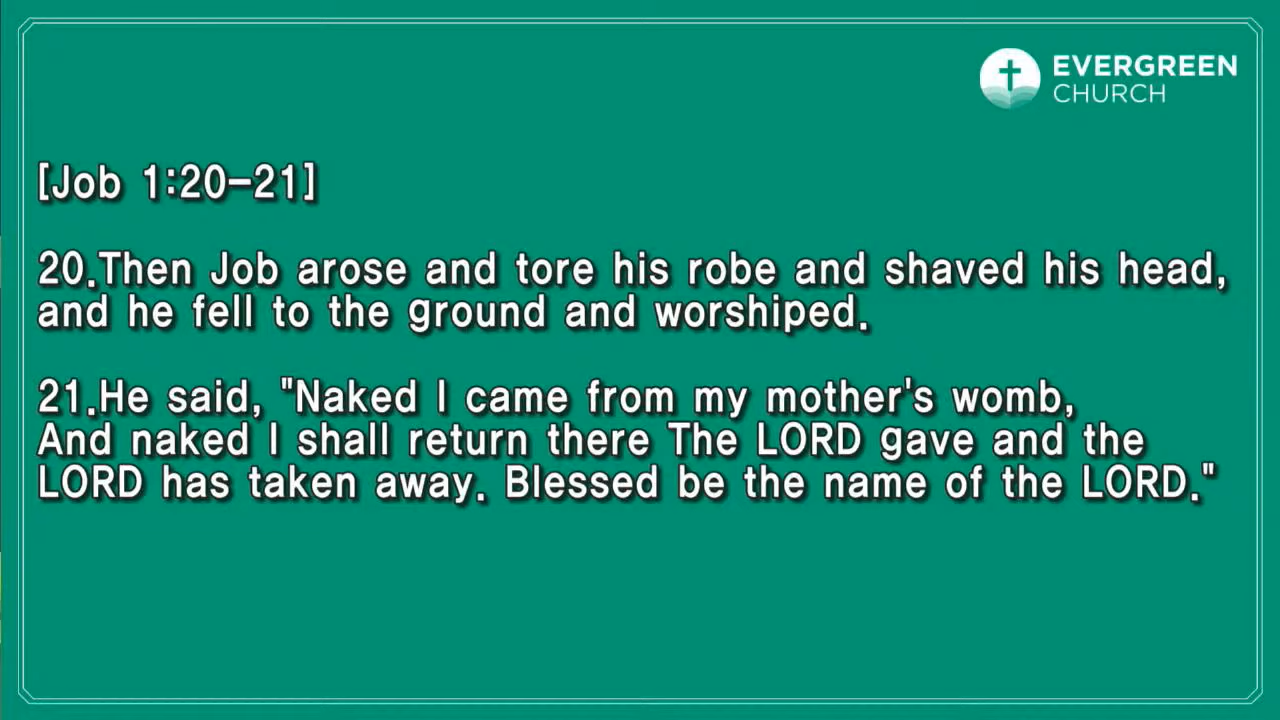 EVERGREEN
CHURCH
[Job 1:20-21]
20.Then Job arose and tore his robe and shaved his head,
and he fell to the ground and worshiped.
21.He said, "Naked I came from my mother's womb,
And naked I shall return there The LORD gave and the
LORD has taken away. Blessed be the name of the LORD."